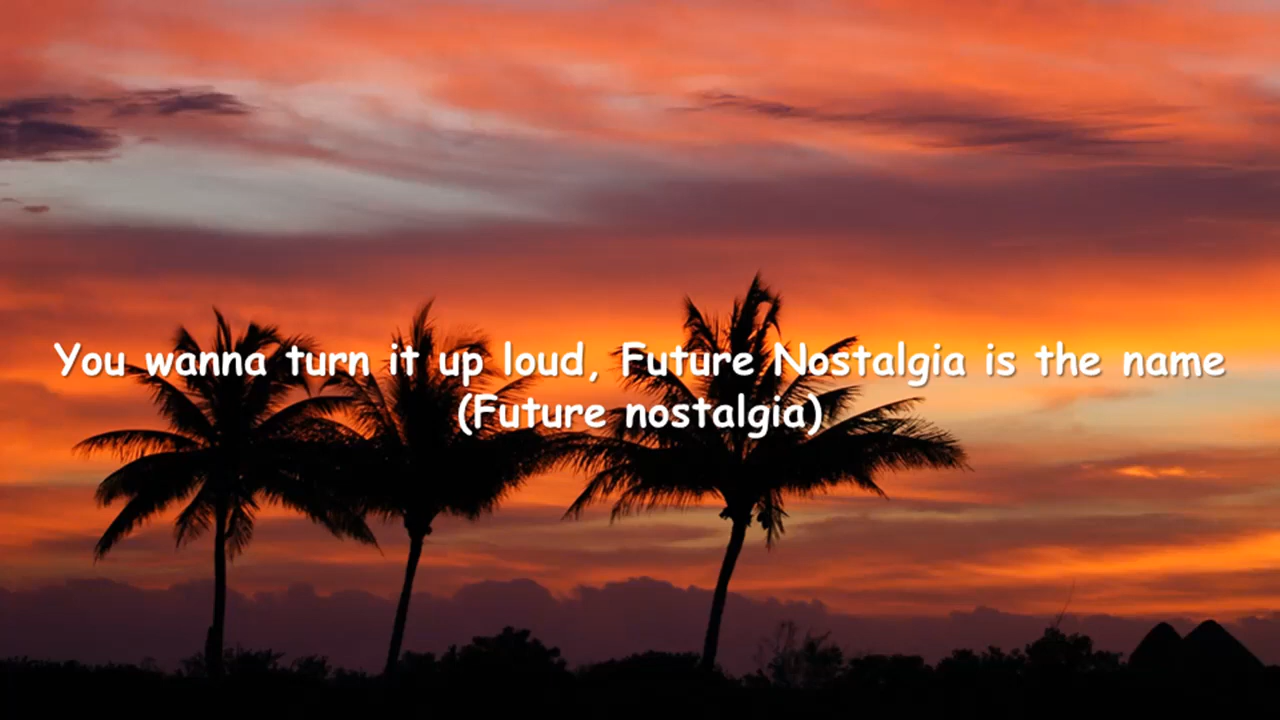 You wanna turn it up loud, Future Nostalgia is the name
(Future nostalgia)